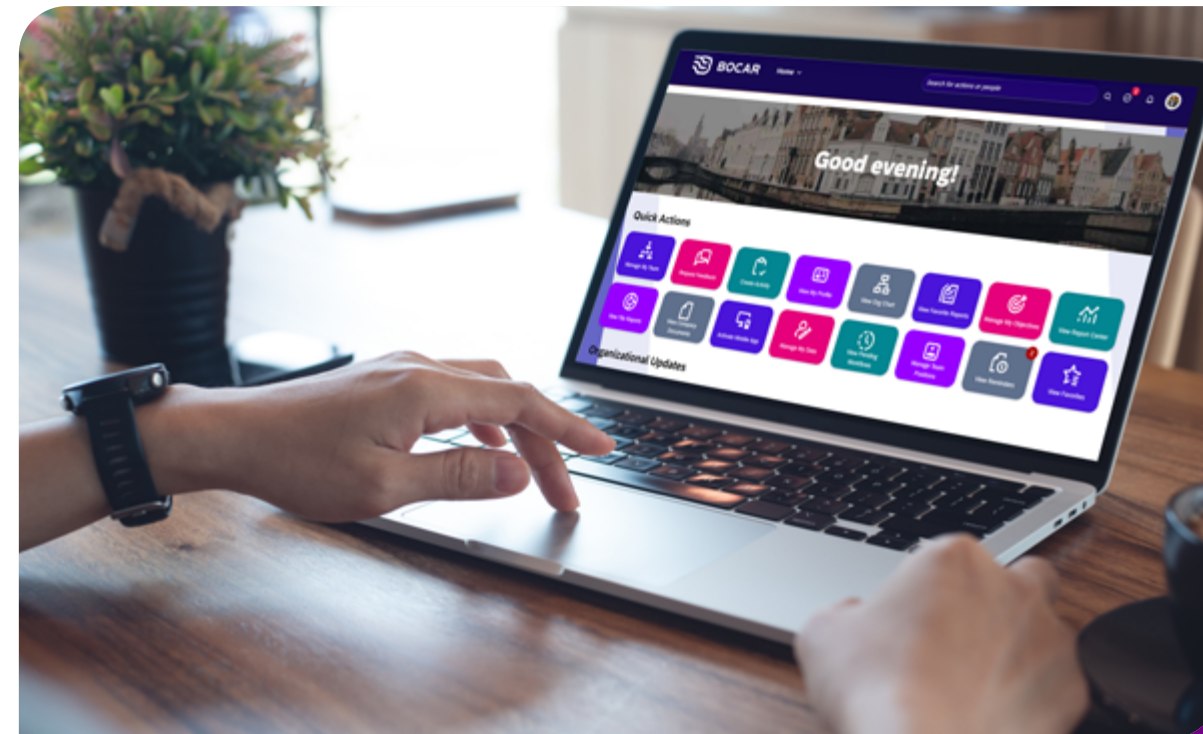 BOCAR Home
Search for actions or people
Good evening!
Quick Actions
Manage My Team
Request Feedback
Create Activity
View My Profile
View Org Chart
View Favorite Reports
Manage My Objectives
View Report Center
View Tile Reports
View Company
Documents
Activate Mobile App
Manage My Data
View Pending
Workflows
Manage Team
Positions
View Reminders
View Favorites
Organizational Updates